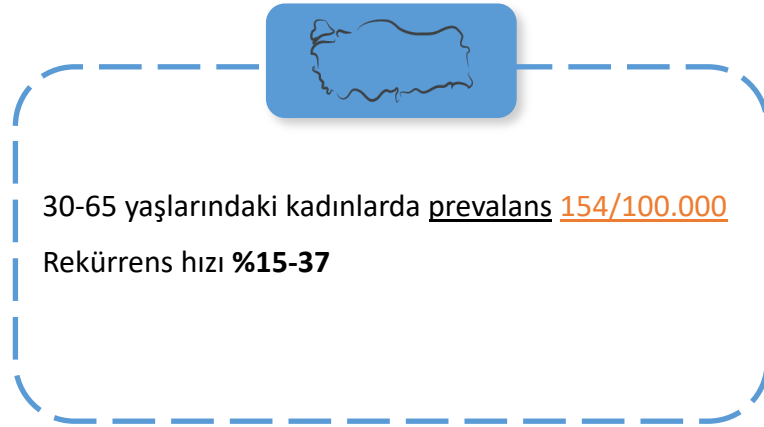 30-65 yaşlarındaki kadınlarda prevalans 154/100.000
Rekürrens hızı %15-37